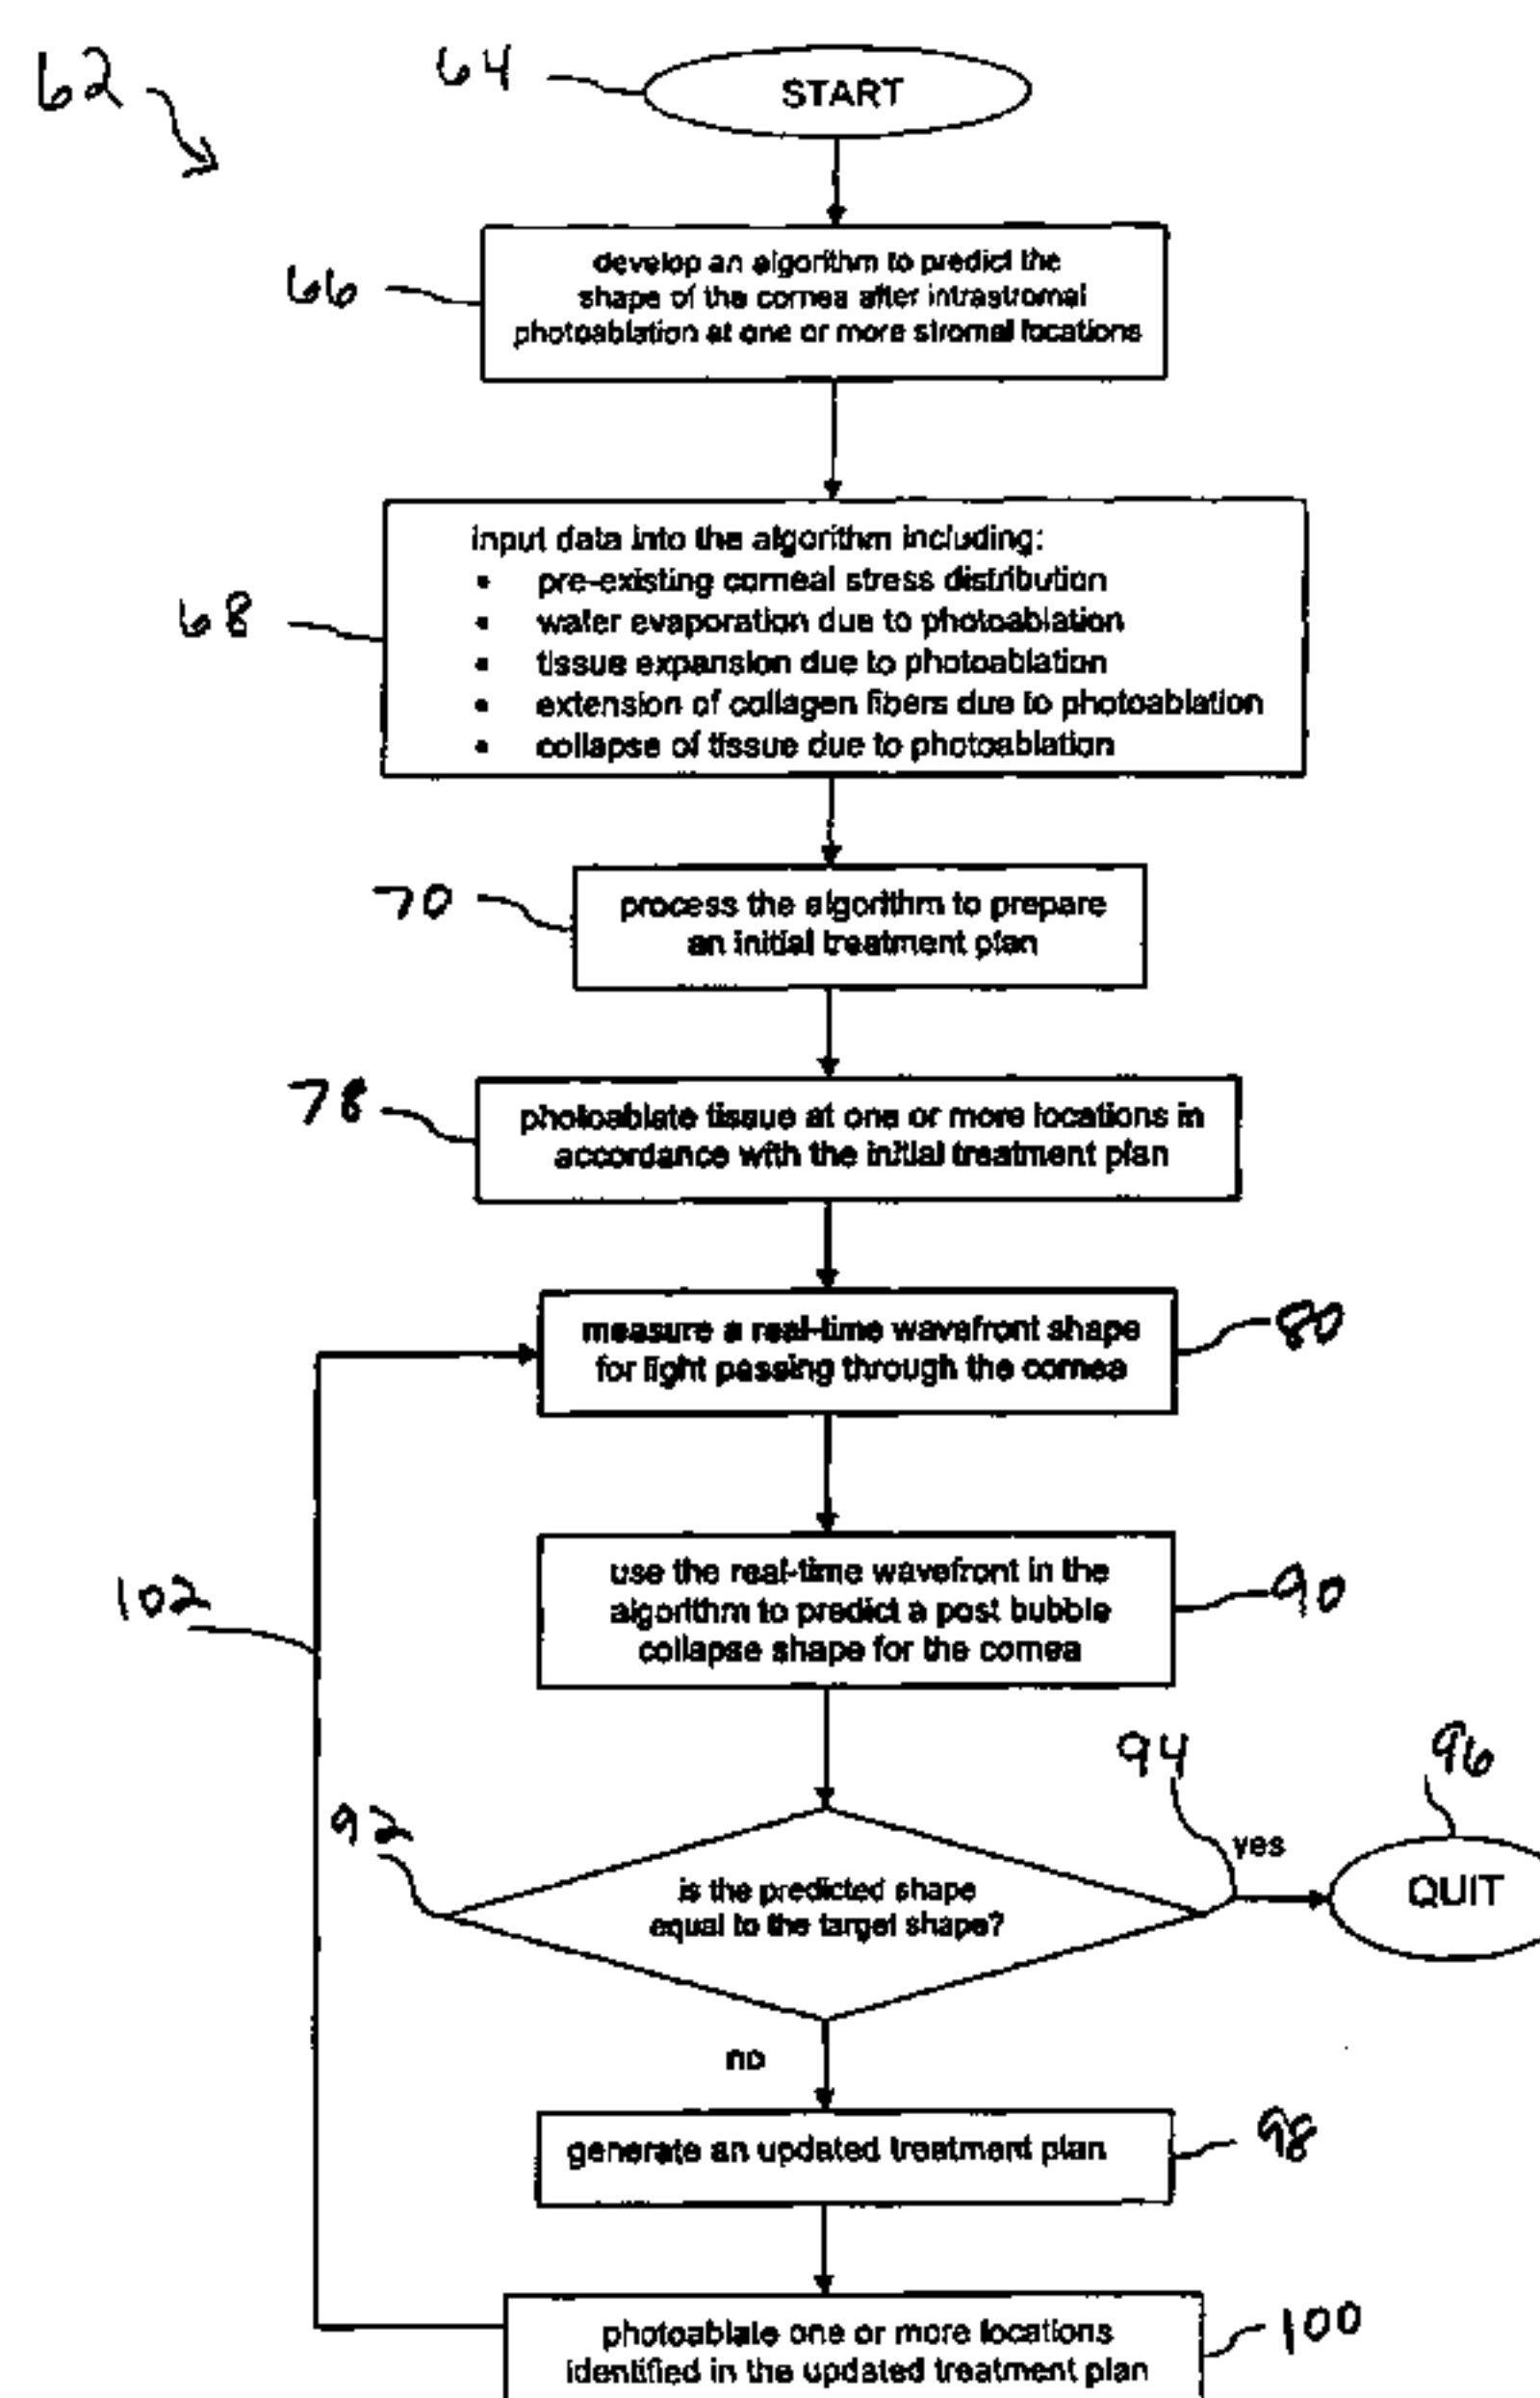 62
64
START
66
develop an algorithm to predict the
shape of the cornea after intrastromal
photoablation at one or more stromal locations
68
input data into the algorithm including:
• pre-existing corneal stress distribution
• water evaporation due to photoablation
• tissue expansion due to photoablation
• extension of collagen fibers due to photoablation
• collapse of tissue due to photoablation
70
process the algorithm to prepare
an initial treatment plan
78
photoablate tissue at one or more locations in
accordance with the initial treatment plan
80
measure a real-time wavefront shape
for light passing through the cornea
90
use the real-time wavefront in the
algorithm to predict a post bubble
collapse shape for the cornea
102
92
is the predicted shape
equal to the target shape?
94
yes
96
QUIT
no
98
generate an updated treatment plan
100
photoablate one or more locations
identified in the updated treatment plan